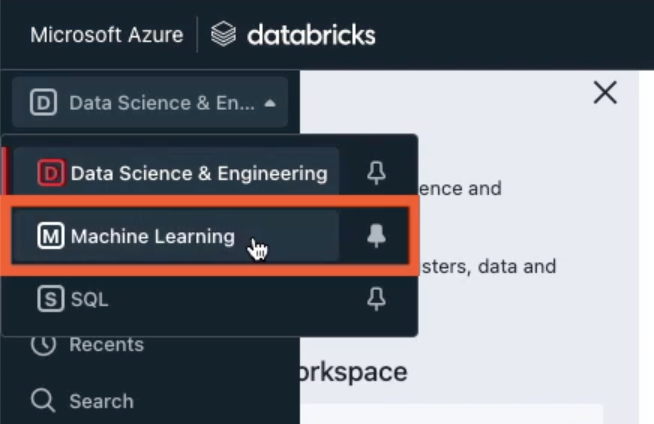 Microsoft Azure databricks
D Data Science & En...
D Data Science & Engineering
ence and
M Machine Learning
sters, data and
S SQL
Recents
orkspace
Search